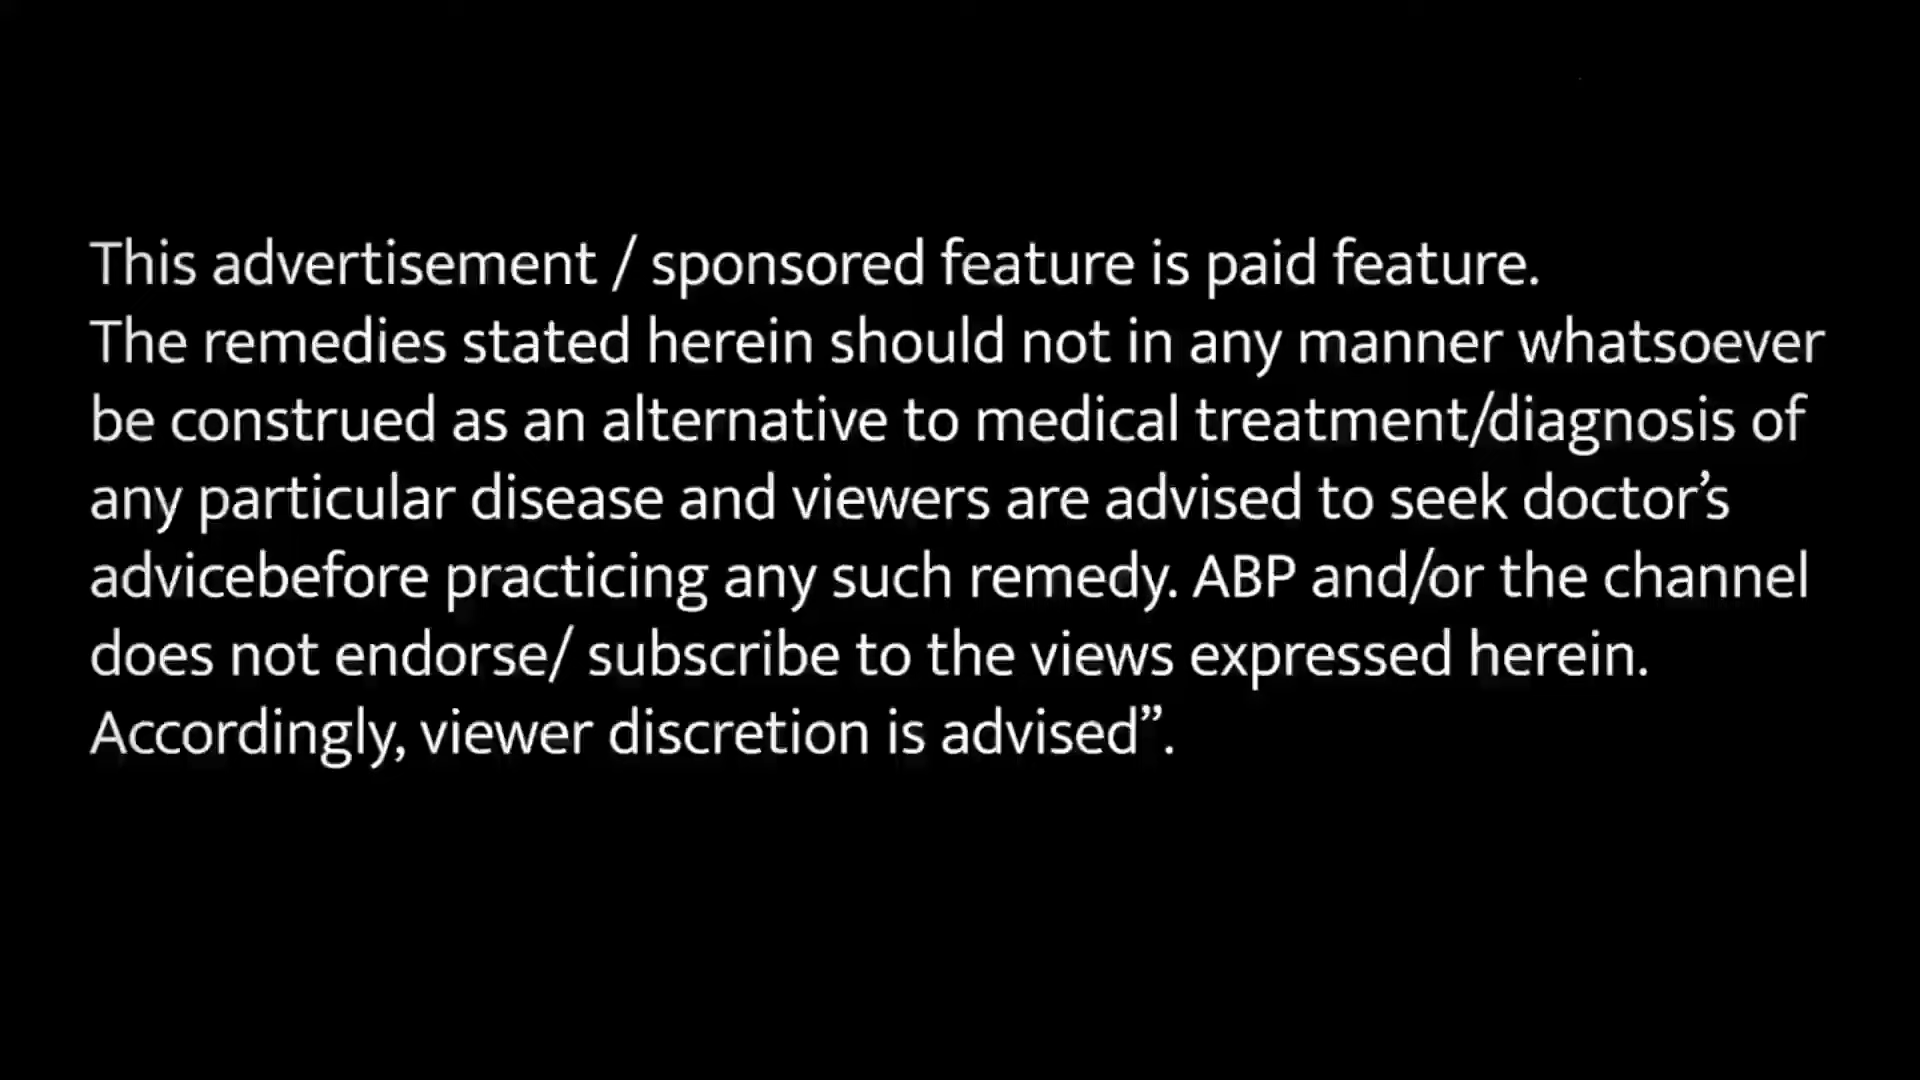 This advertisement / sponsored feature is paid feature.
The remedies stated herein should not in any manner whatsoever
be construed as an alternative to medical treatment/diagnosis of
any particular disease and viewers are advised to seek doctor’s
advicebefore practicing any such remedy. ABP and/or the channel
does not endorse/ subscribe to the views expressed herein.
Accordingly, viewer discretion is advised”.